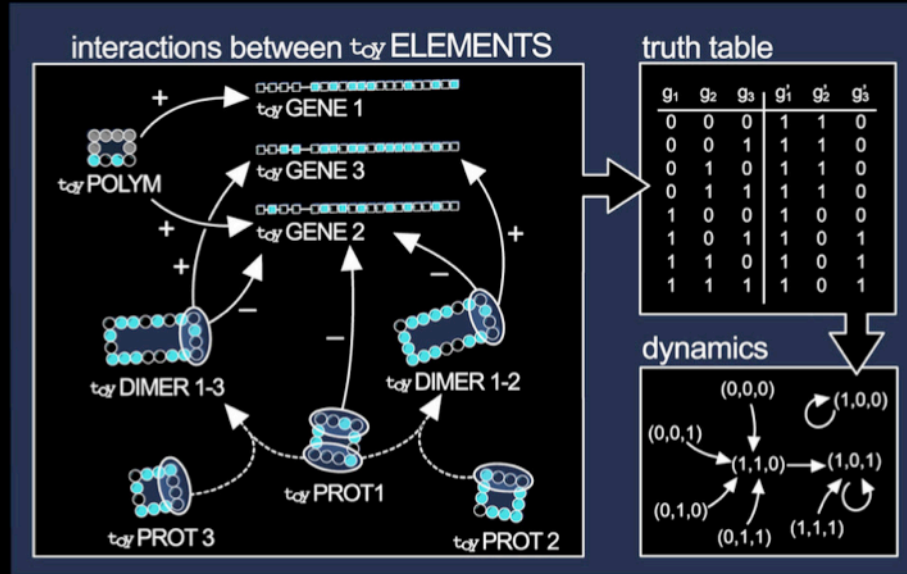 interactions between toy ELEMENTS
+
toy GENE 1
toy POLYM
toy GENE 3
+
toy GENE 2
+
+
−
−
−
toy DIMER 1-3
toy DIMER 1-2
toy PROT 3
toy PROT1
toy PROT 2
truth table
g₁ g₂ g₃ g'₁ g'₂ g'₃
0 0 0 1 1 0
0 0 1 1 1 0
0 1 0 1 1 0
0 1 1 1 1 0
1 0 0 1 0 0
1 0 1 1 0 1
1 1 0 1 0 1
1 1 1 1 0 1
dynamics
(0,0,0)
(1,0,0)
(0,0,1)
(1,1,0)
(1,0,1)
(0,1,0)
(0,1,1)
(1,1,1)